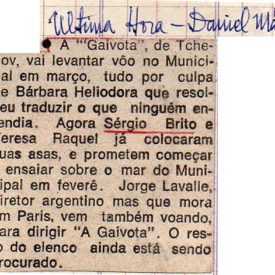 Ultima Hora - Daniel Má
A "'Gaivota", de Tche-
ov, vai levantar vôo no Munici-
pal em março, tudo por culpa
e Bárbara Heliodora que resol-
eu traduzir o que ninguém en-
endia. Agora Sérgio Brito e
eresa Raquel já colocaram
uas asas, e prometem começar
ensaiar sobre o mar do Muni-
ipal em feverê. Jorge Lavalle,
iretor argentino mas que mora
m Paris, vem também voando,
ara dirigir "A Gaivota". O res-
o do elenco ainda está sendo
rocurado.